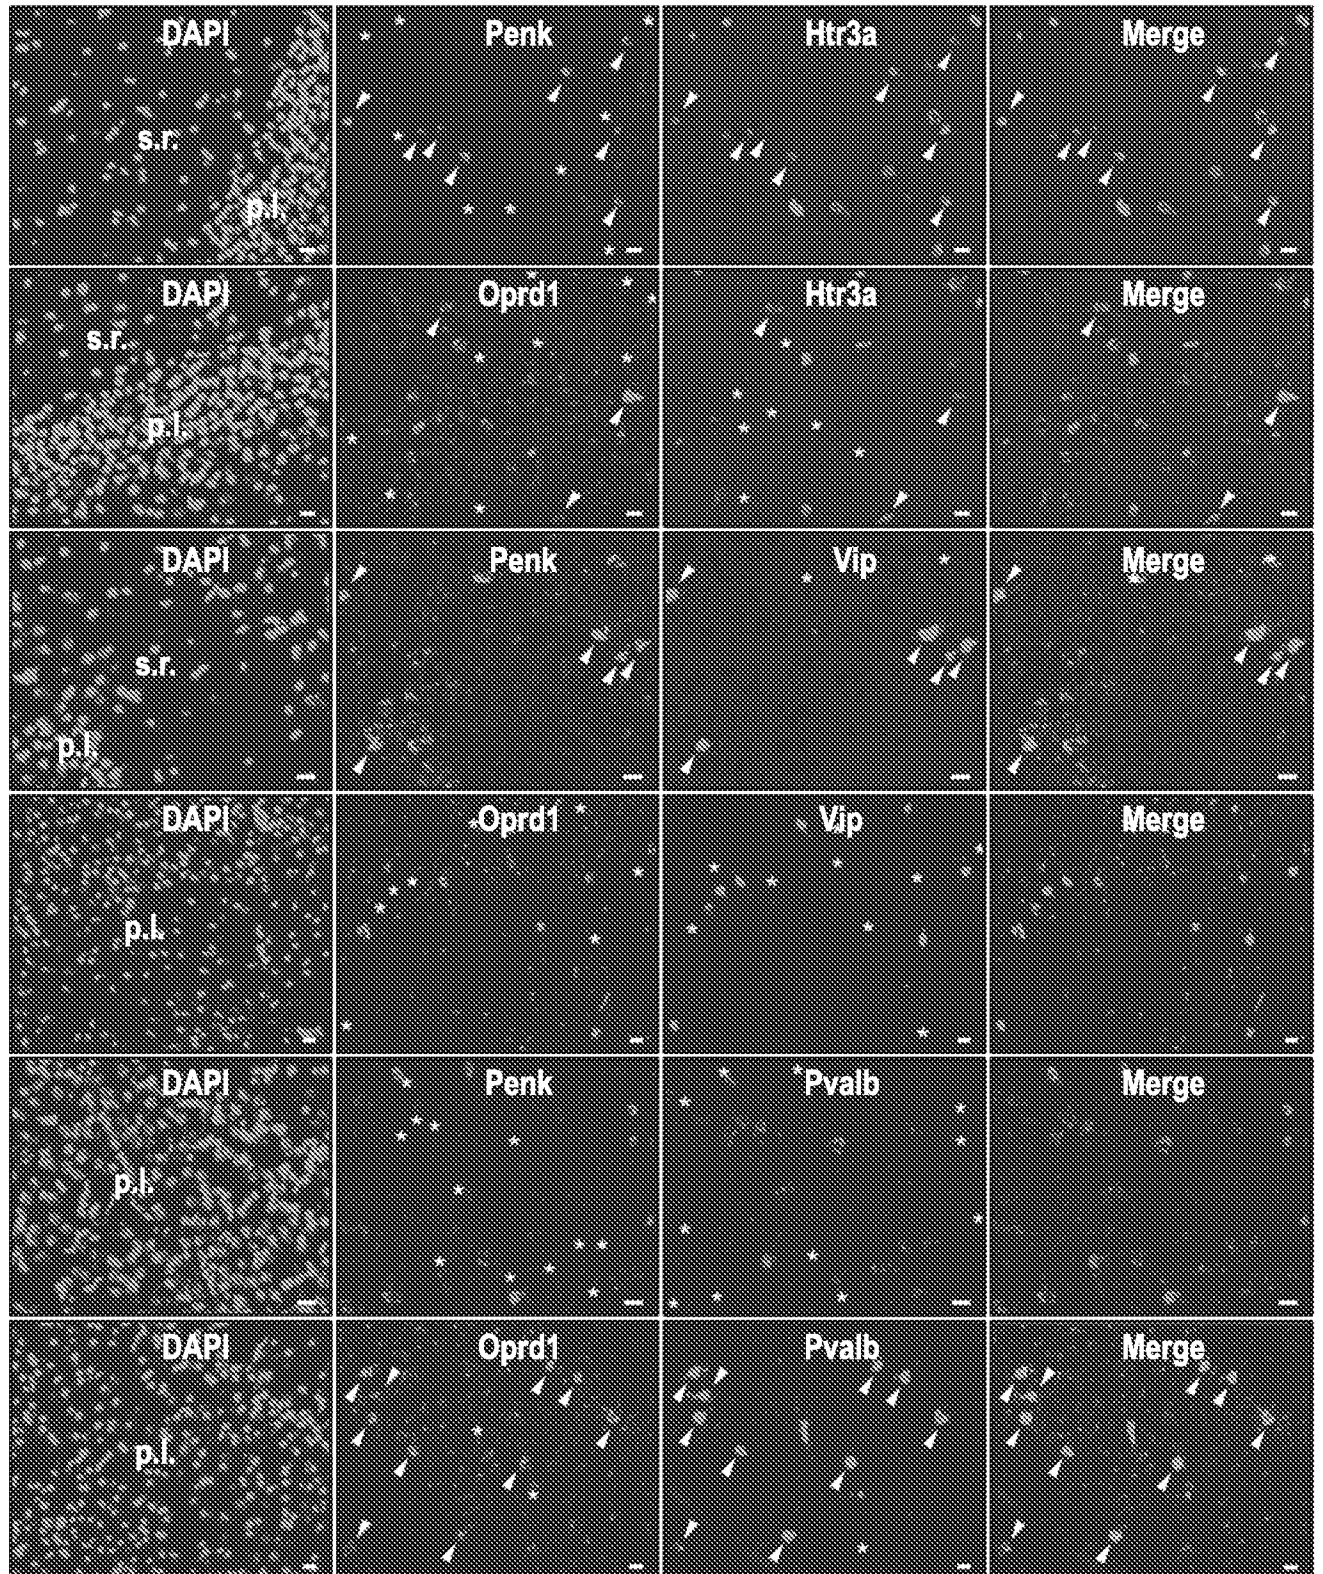 DAPI Penk Htr3a Merge
s.r.
p.l.
DAPI Oprd1 Htr3a Merge
s.r.
p.l.
DAPI Penk Vip Merge
s.r.
p.l.
DAPI Oprd1 Vip Merge
p.l.
DAPI Penk Pvalb Merge
p.l.
DAPI Oprd1 Pvalb Merge
p.l.